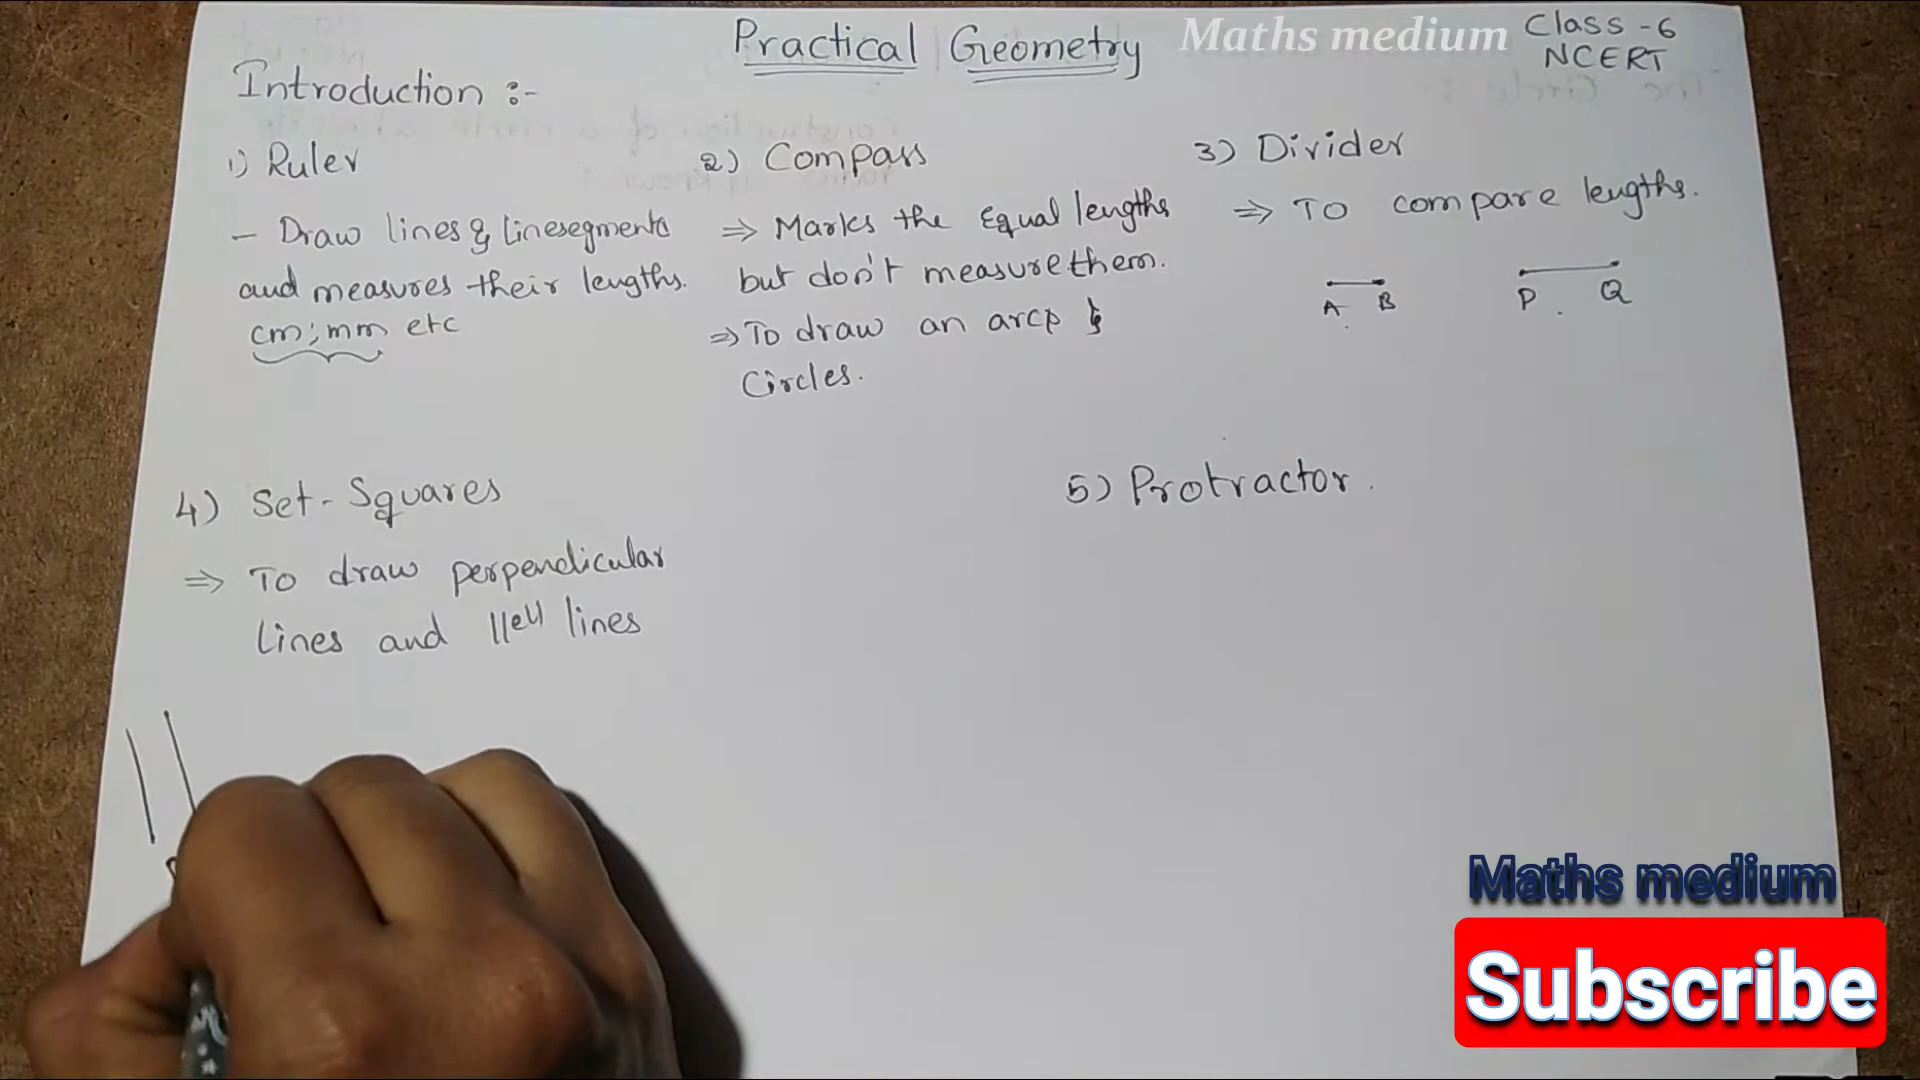 Practical Geometry
Maths medium
Class -6
NCERT
Introduction :-
1) Ruler
- Draw lines & linesegments
and measures their lengths.
cm; mm etc
2) Compass
⇒ Marks the Equal lengths
but don't measure them.
⇒ To draw an arcs &
Circles.
3) Divider
⇒ To compare lengths.
A B
P Q
4) Set-Squares
⇒ To draw perpendicular
lines and ||el lines
5) Protractor.
Maths medium
Subscribe